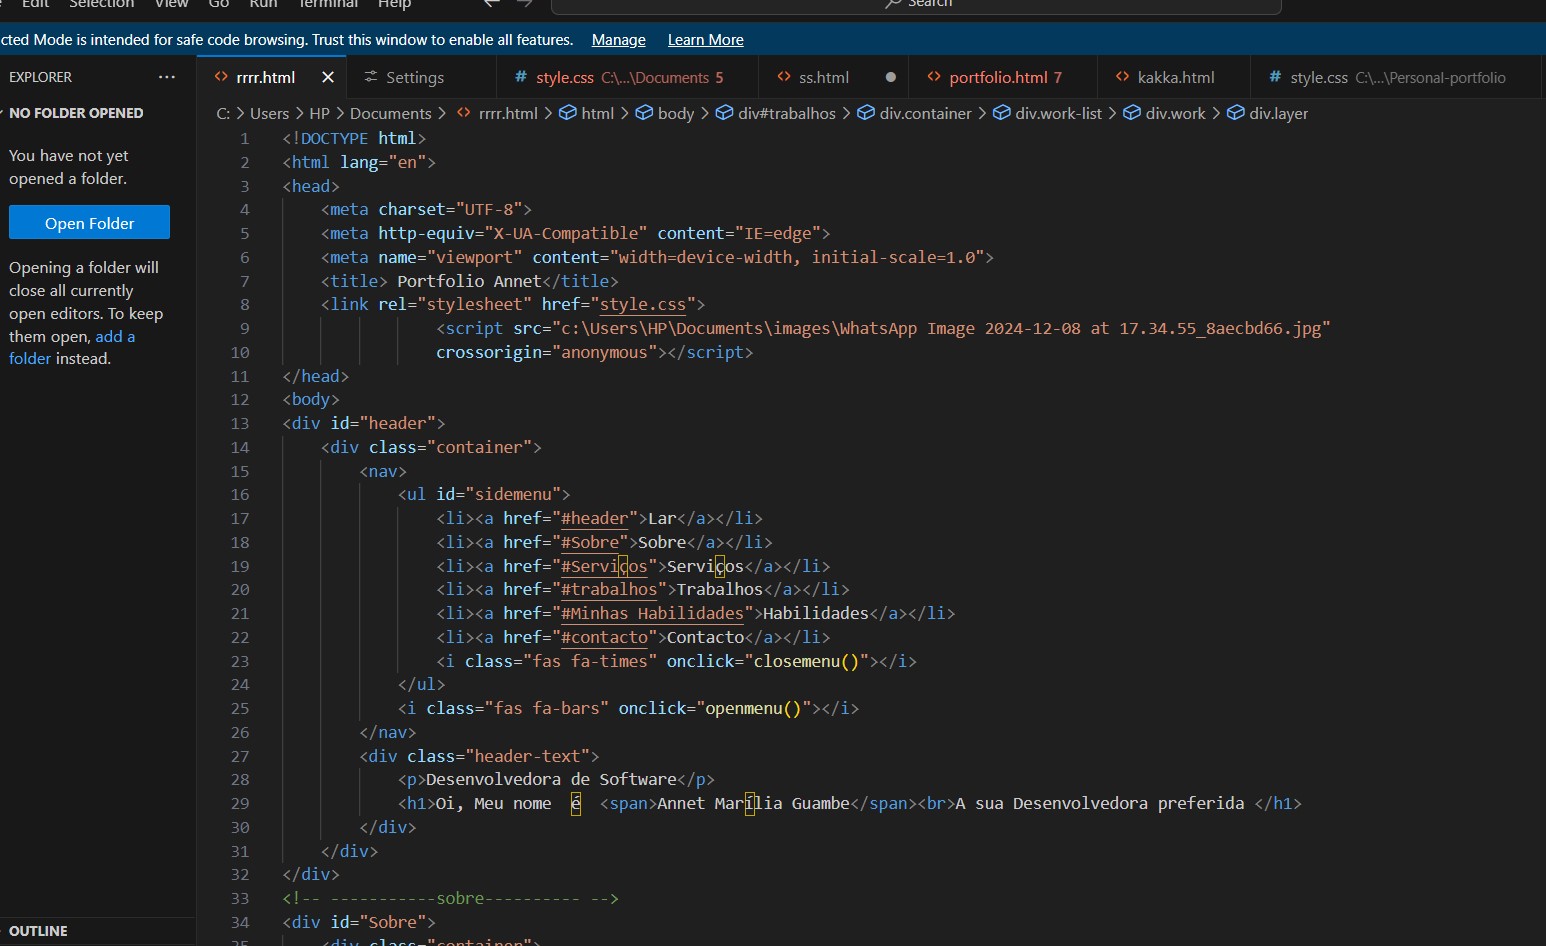 Edit Selection View Go Run Terminal Help Search
cted Mode is intended for safe code browsing. Trust this window to enable all features. Manage Learn More
EXPLORER ··· rrrr.html Settings style.css C:\...\Documents 5 ss.html portfolio.html 7 kakka.html style.css C:\...\Personal-portfolio
C: > Users > HP > Documents > rrrr.html > html > body > div#trabalhos > div.container > div.work-list > div.work > div.layer
NO FOLDER OPENED
You have not yet
opened a folder.
Open Folder
Opening a folder will
close all currently
open editors. To keep
them open, add a
folder instead.
1 <!DOCTYPE html>
2 <html lang="en">
3 <head>
4     <meta charset="UTF-8">
5     <meta http-equiv="X-UA-Compatible" content="IE=edge">
6     <meta name="viewport" content="width=device-width, initial-scale=1.0">
7     <title> Portfolio Annet</title>
8     <link rel="stylesheet" href="style.css">
9                 <script src="c:\Users\HP\Documents\images\WhatsApp Image 2024-12-08 at 17.34.55_8aecbd66.jpg"
10                 crossorigin="anonymous"></script>
11 </head>
12 <body>
13 <div id="header">
14     <div class="container">
15         <nav>
16             <ul id="sidemenu">
17                 <li><a href="#header">Lar</a></li>
18                 <li><a href="#Sobre">Sobre</a></li>
19                 <li><a href="#Serviços">Serviços</a></li>
20                 <li><a href="#trabalhos">Trabalhos</a></li>
21                 <li><a href="#Minhas Habilidades">Habilidades</a></li>
22                 <li><a href="#contacto">Contacto</a></li>
23                 <i class="fas fa-times" onclick="closemenu()"></i>
24             </ul>
25             <i class="fas fa-bars" onclick="openmenu()"></i>
26         </nav>
27         <div class="header-text">
28             <p>Desenvolvedora de Software</p>
29             <h1>Oi, Meu nome  é  <span>Annet Marília Guambe</span><br>A sua Desenvolvedora preferida </h1>
30         </div>
31     </div>
32 </div>
33 <!-- -----------sobre---------- -->
34 <div id="Sobre">
35     <div class="container">
OUTLINE